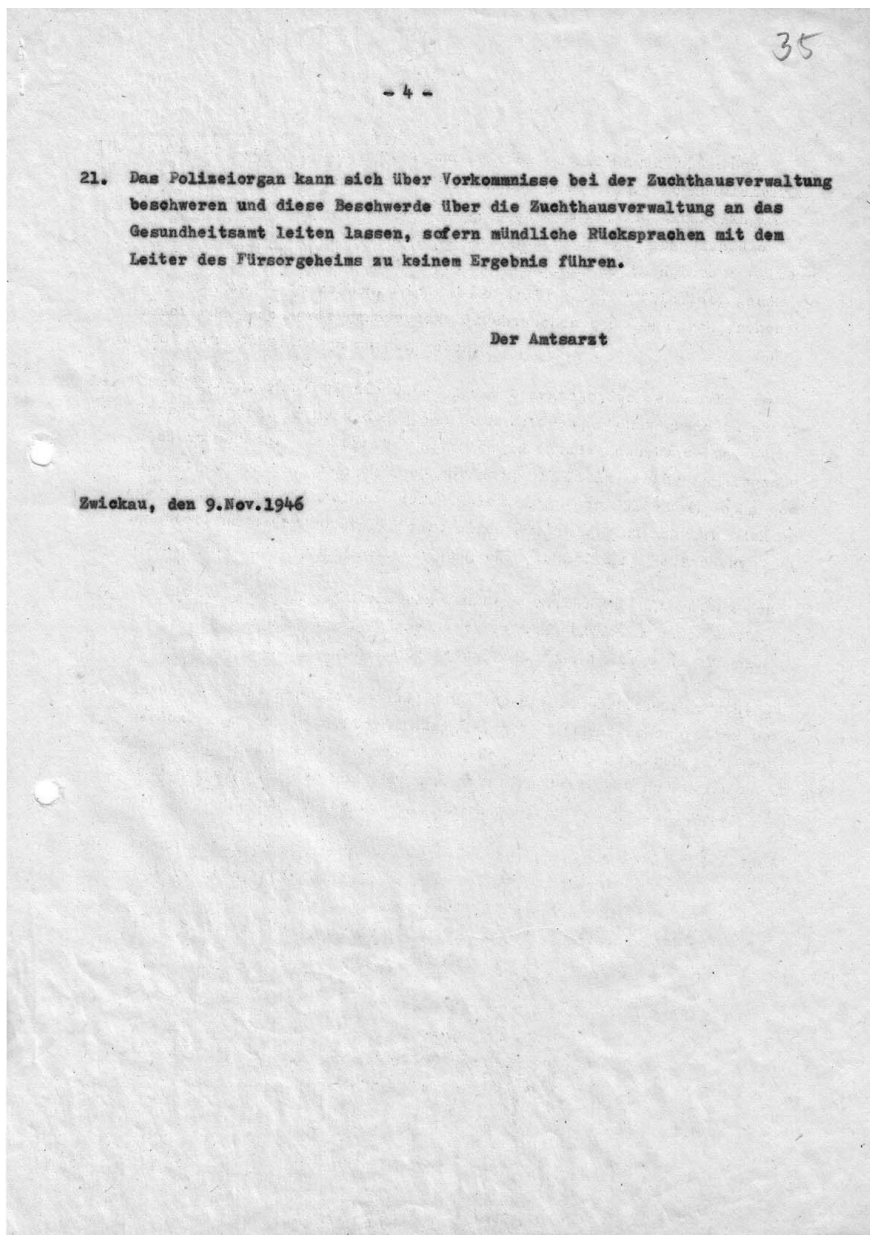 35
- 4 -
21. Das Polizeiorgan kann sich über Vorkommnisse bei der Zuchthausverwaltung
beschweren und diese Beschwerde über die Zuchthausverwaltung an das
Gesundheitsamt leiten lassen, sofern mündliche Rücksprachen mit dem
Leiter des Fürsorgeheims zu keinem Ergebnis führen.
Der Amtsarzt
Zwickau, den 9.Nov.1946